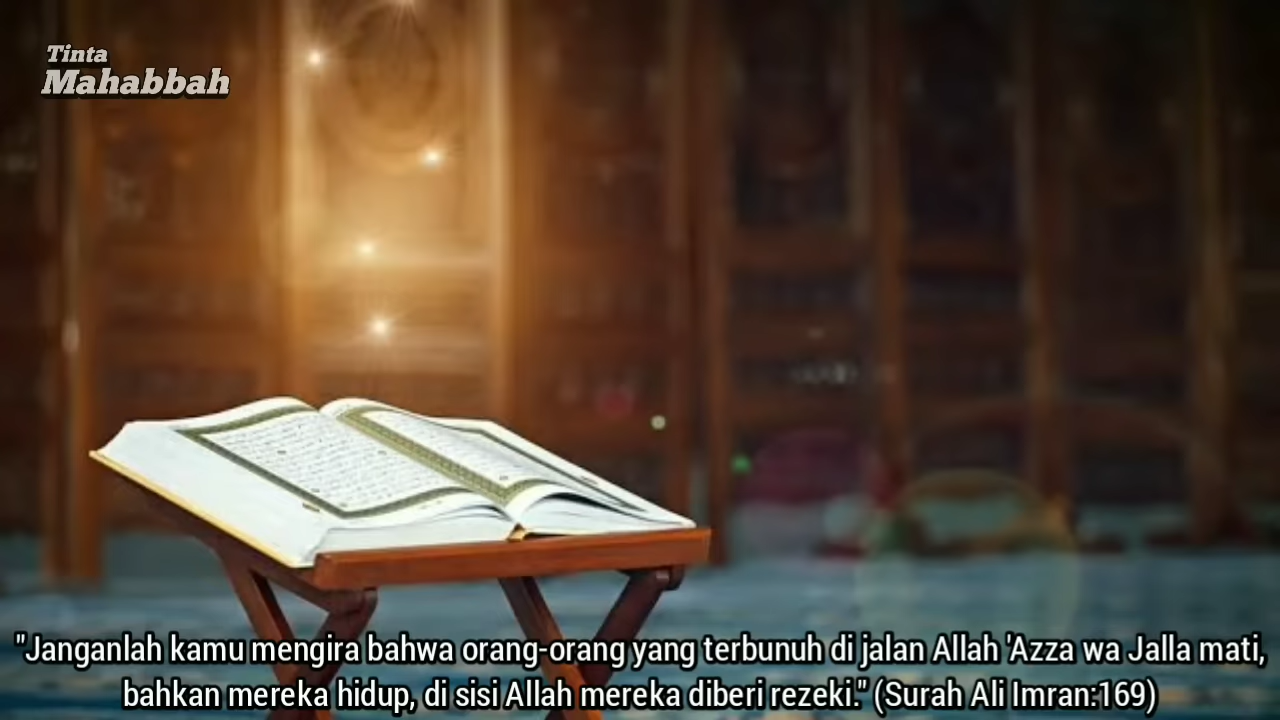 Tinta
Mahabbah
"Janganlah kamu mengira bahwa orang-orang yang terbunuh di jalan Allah 'Azza wa Jalla mati,
bahkan mereka hidup, di sisi Allah mereka diberi rezeki." (Surah Ali Imran:169)